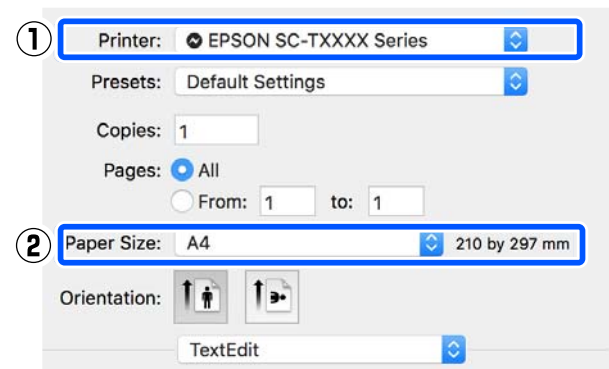 ① Printer: EPSON SC-TXXXX Series
Presets: Default Settings
Copies: 1
Pages: All
From: 1 to: 1
② Paper Size: A4 210 by 297 mm
Orientation:
TextEdit